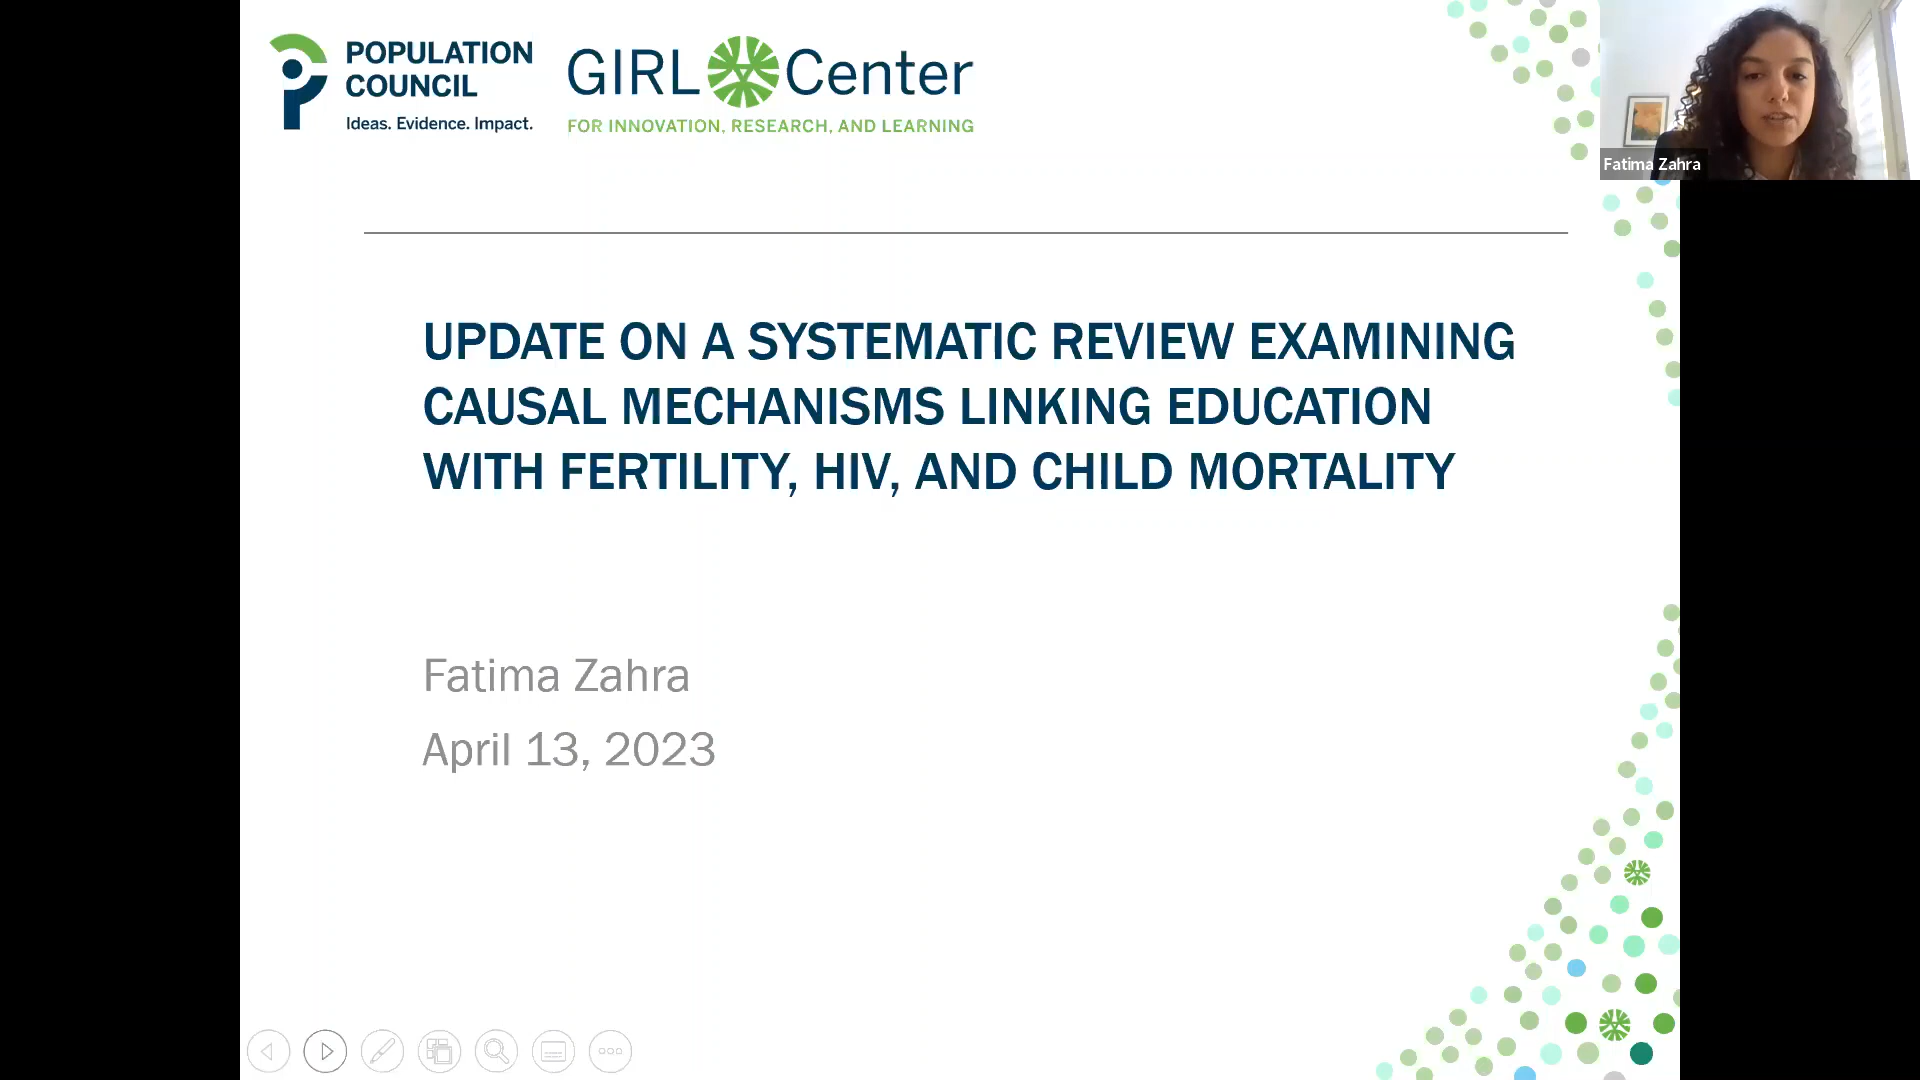 POPULATION
COUNCIL
Ideas. Evidence. Impact.
GIRL Center
FOR INNOVATION, RESEARCH, AND LEARNING
Fatima Zahra
UPDATE ON A SYSTEMATIC REVIEW EXAMINING
CAUSAL MECHANISMS LINKING EDUCATION
WITH FERTILITY, HIV, AND CHILD MORTALITY
Fatima Zahra
April 13, 2023